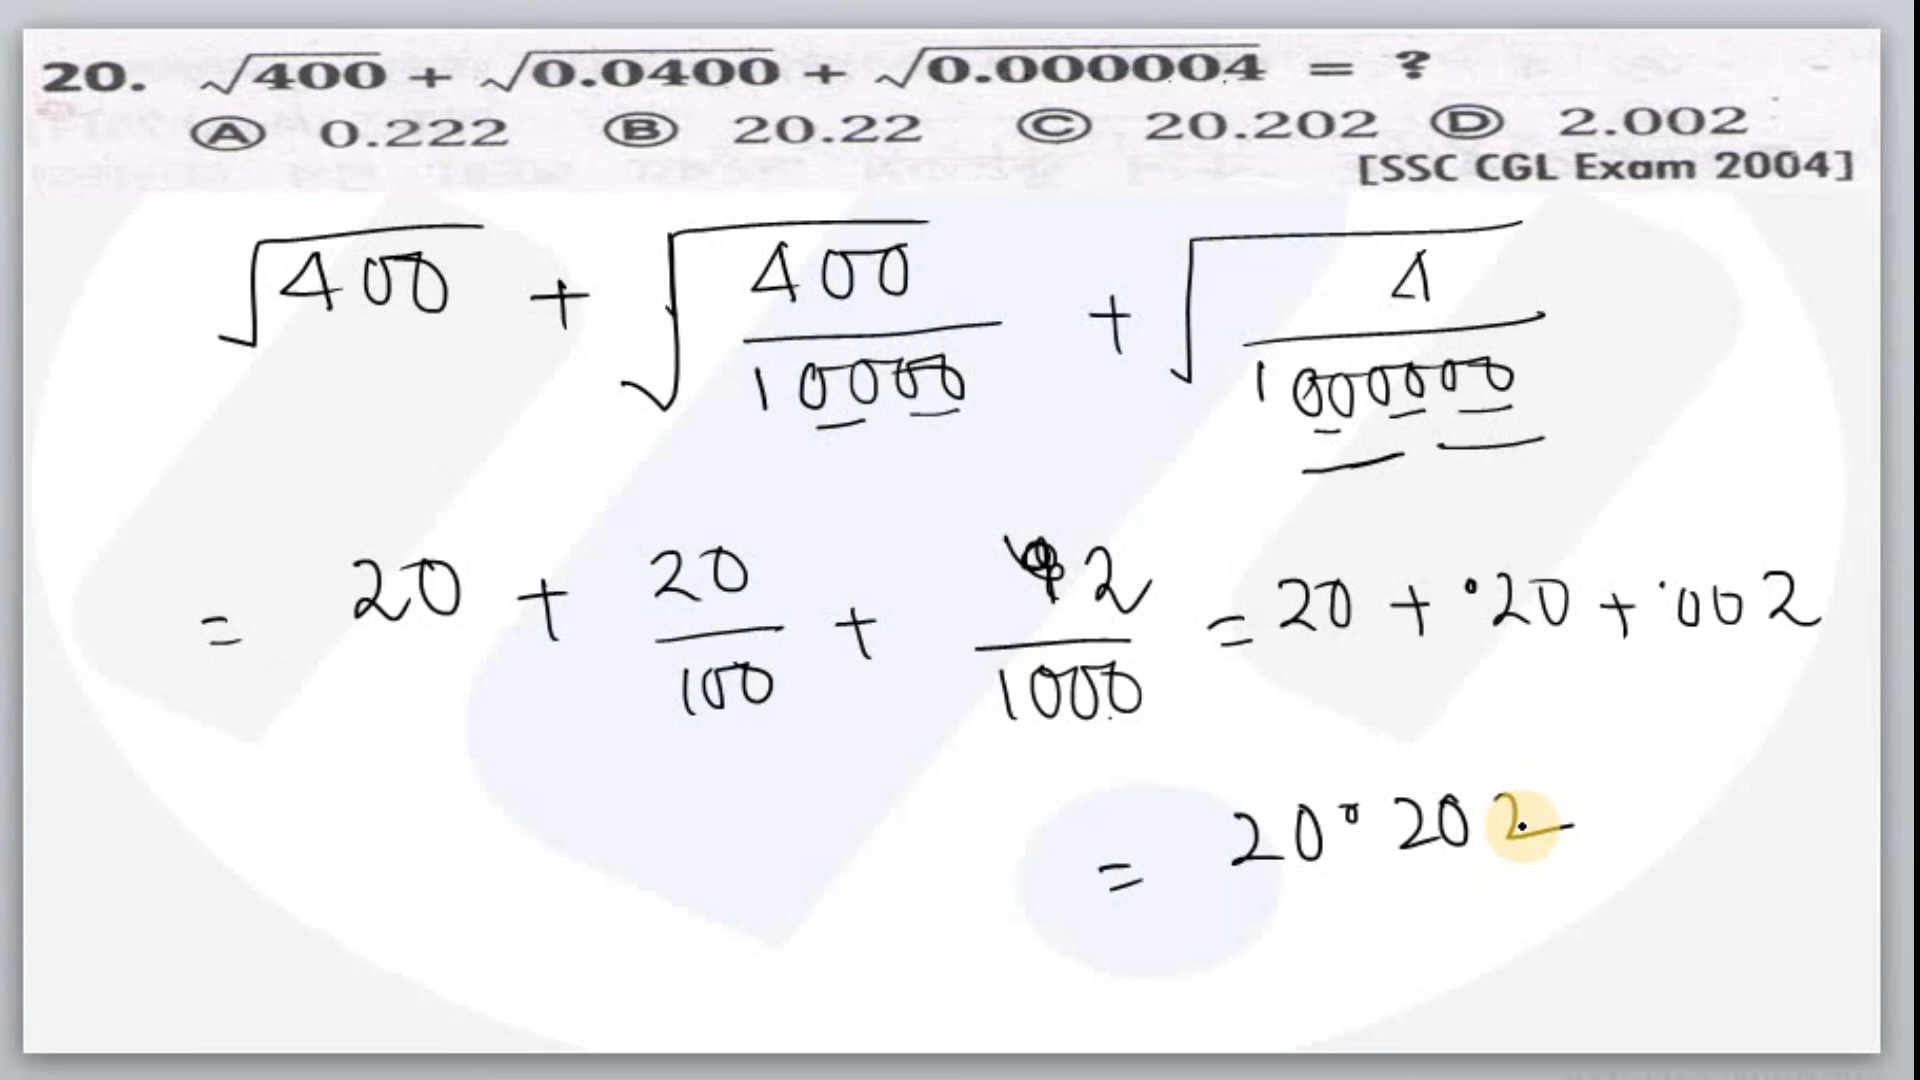 20. √400 + √0.0400 + √0.000004 = ?
Ⓐ 0.222 Ⓑ 20.22 Ⓒ 20.202 Ⓓ 2.002
[SSC CGL Exam 2004]
√400 + √(400/10000) + √(4/1000000)
= 20 + 20/100 + 2/1000 = 20 + .20 + .002
= 20.202